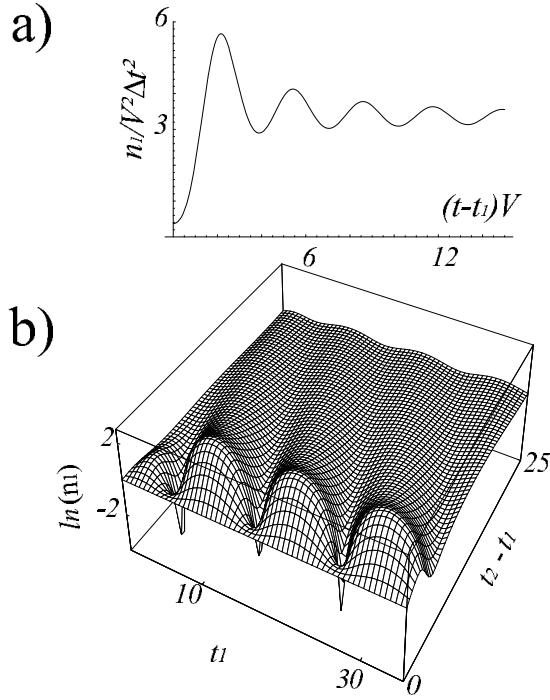 a)
6
n₁/V²Δt²
3
(t-t₁)V
6
12
b)
2
-2
ln(n₁)
10
t₁
30
0
t₂ - t₁
25